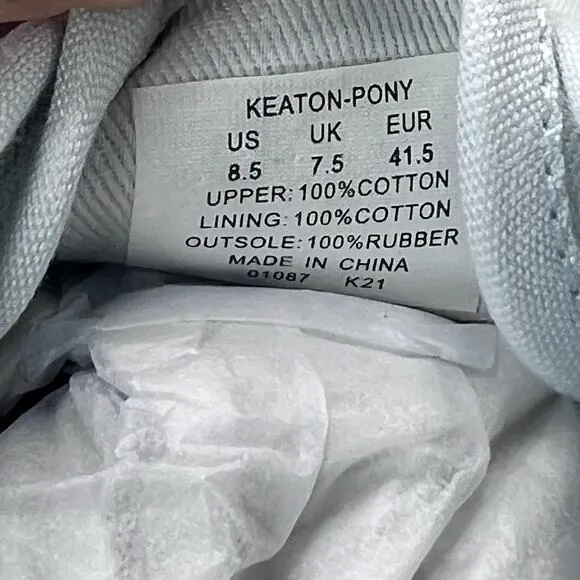 KEATON-PONY
US UK EUR
8.5 7.5 41.5
UPPER: 100%COTTON
LINING: 100%COTTON
OUTSOLE: 100%RUBBER
MADE IN CHINA
01087 K21